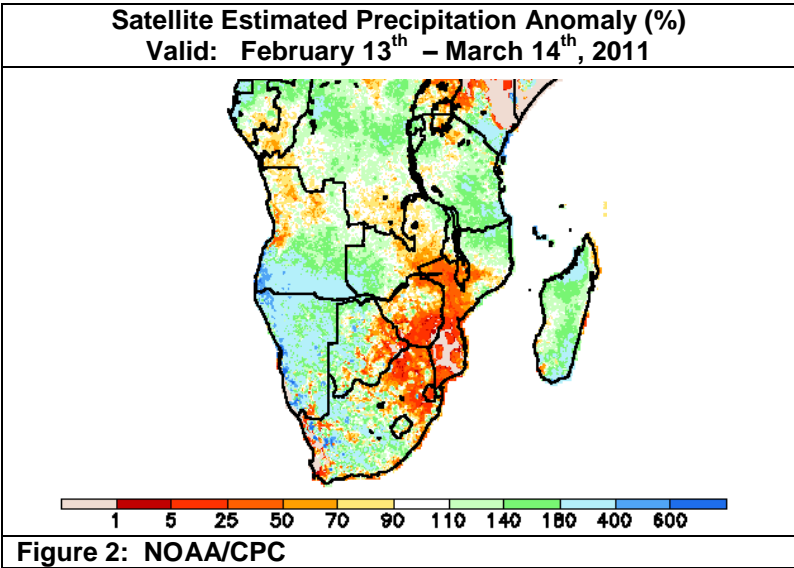 Satellite Estimated Precipitation Anomaly (%)
Valid: February 13th – March 14th, 2011
1 5 25 50 70 90 110 140 180 400 600
Figure 2: NOAA/CPC